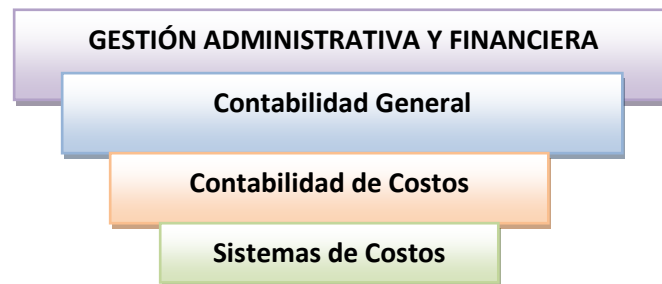 GESTIÓN ADMINISTRATIVA Y FINANCIERA
Contabilidad General
Contabilidad de Costos
Sistemas de Costos